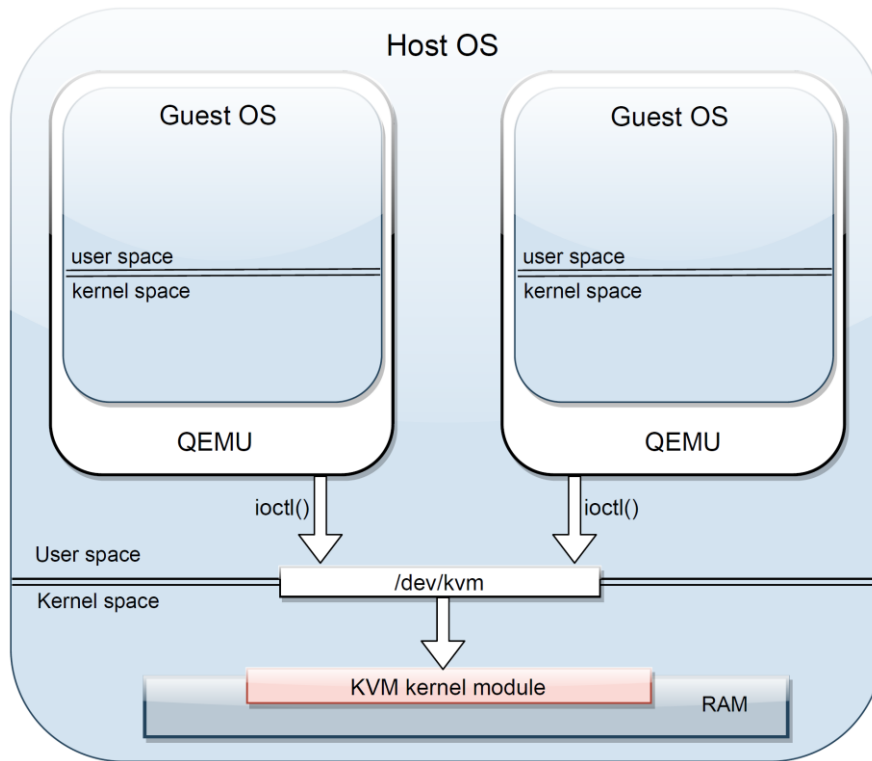 Host OS
Guest OS
user space
kernel space
QEMU
ioctl()
Guest OS
user space
kernel space
QEMU
ioctl()
User space
/dev/kvm
Kernel space
KVM kernel module
RAM